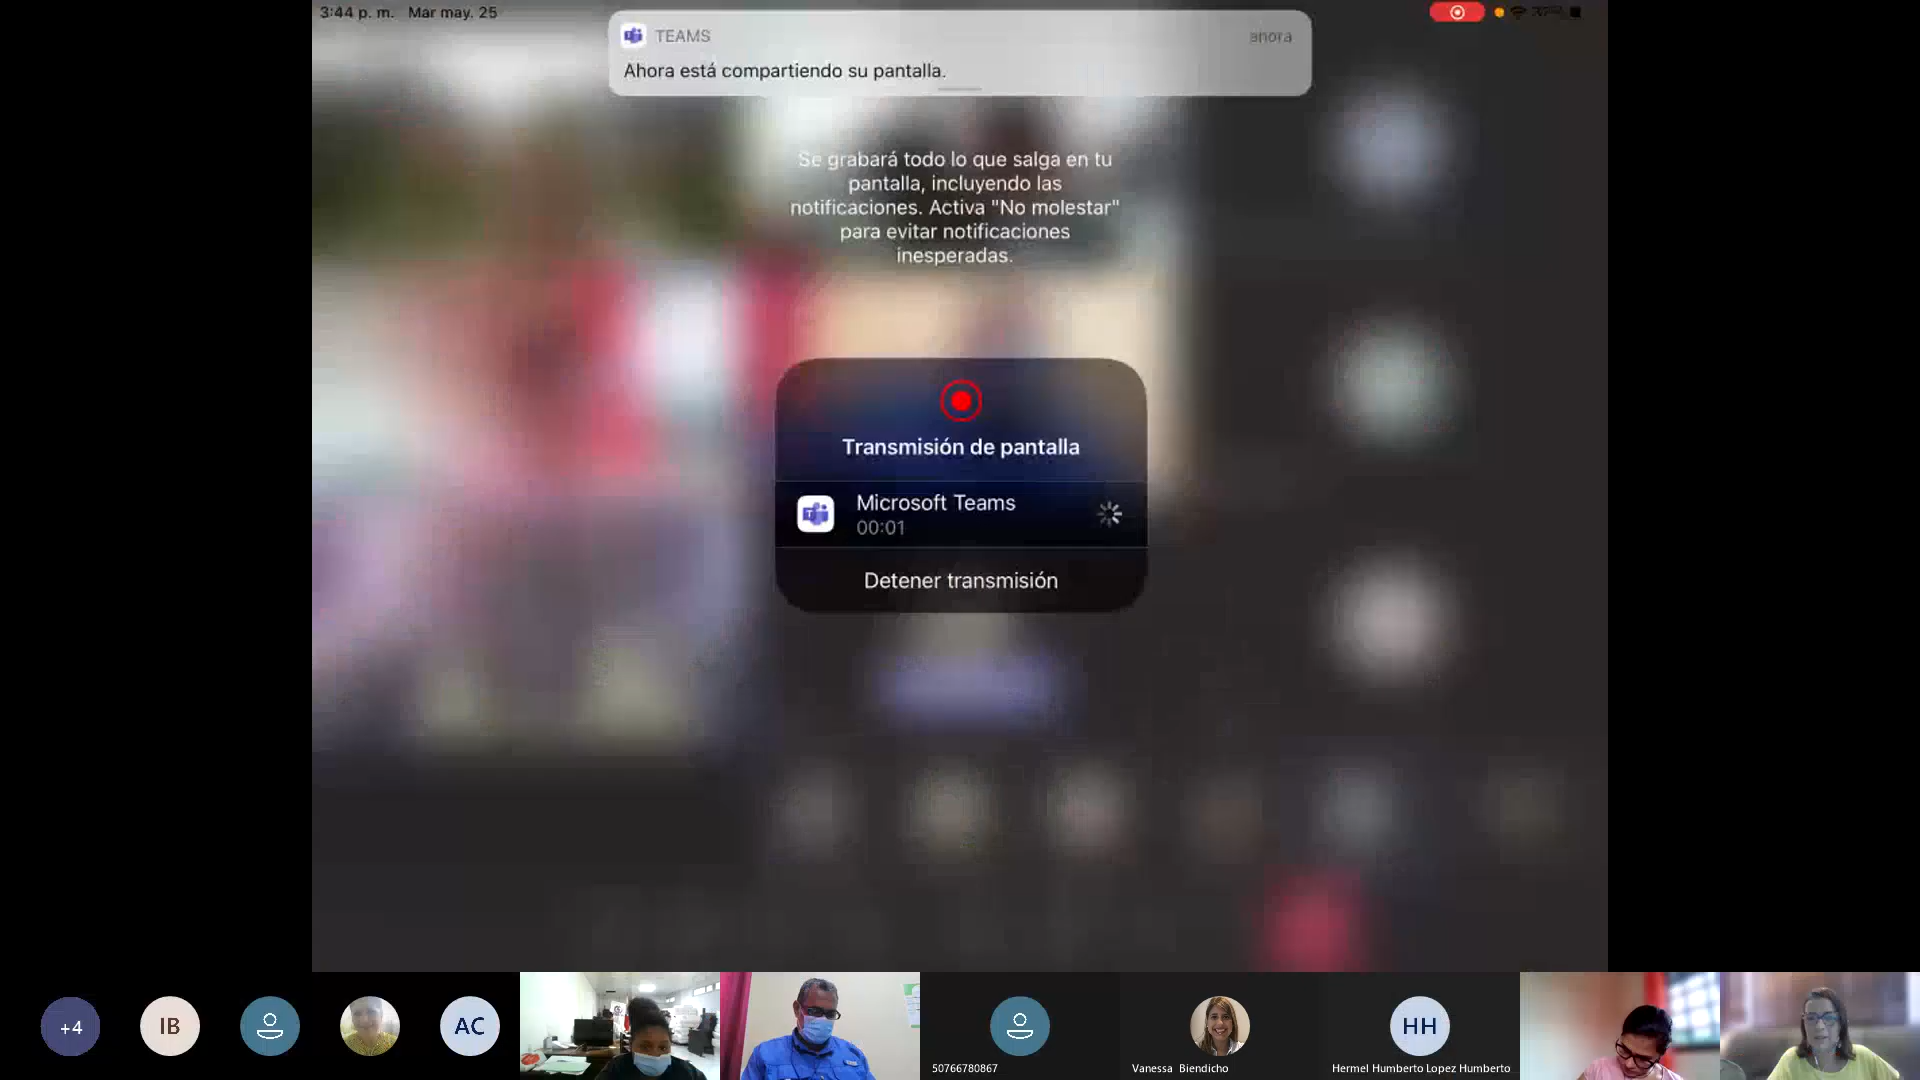 3:44 p. m. Mar may. 25
TEAMS
ahora
Ahora está compartiendo su pantalla.
Se grabará todo lo que salga en tu
pantalla, incluyendo las
notificaciones. Activa "No molestar"
para evitar notificaciones
inesperadas.
Transmisión de pantalla
Microsoft Teams
00:01
Detener transmisión
+4
IB
AC
HH
50766780867
Vanessa Biendicho
Hermel Humberto Lopez Humberto